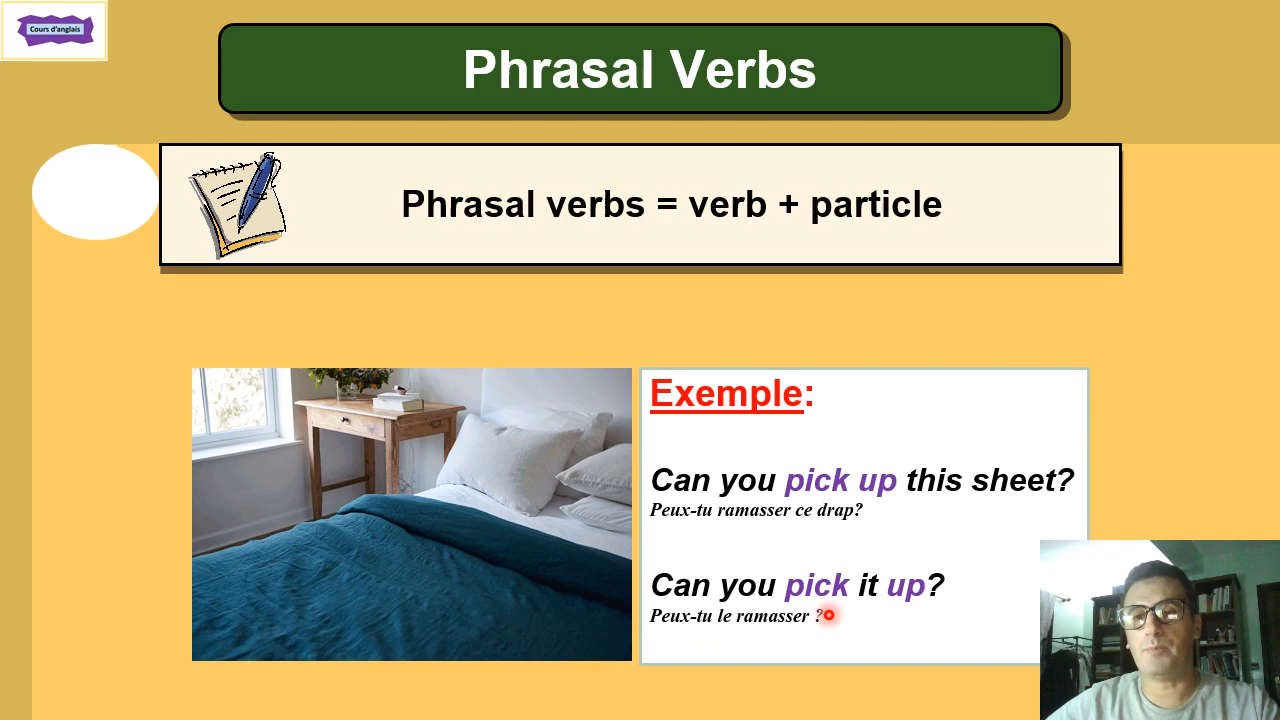 Cours d'anglais
Phrasal Verbs
Phrasal verbs = verb + particle
Exemple:
Can you pick up this sheet?
Peux-tu ramasser ce drap?
Can you pick it up?
Peux-tu le ramasser ?